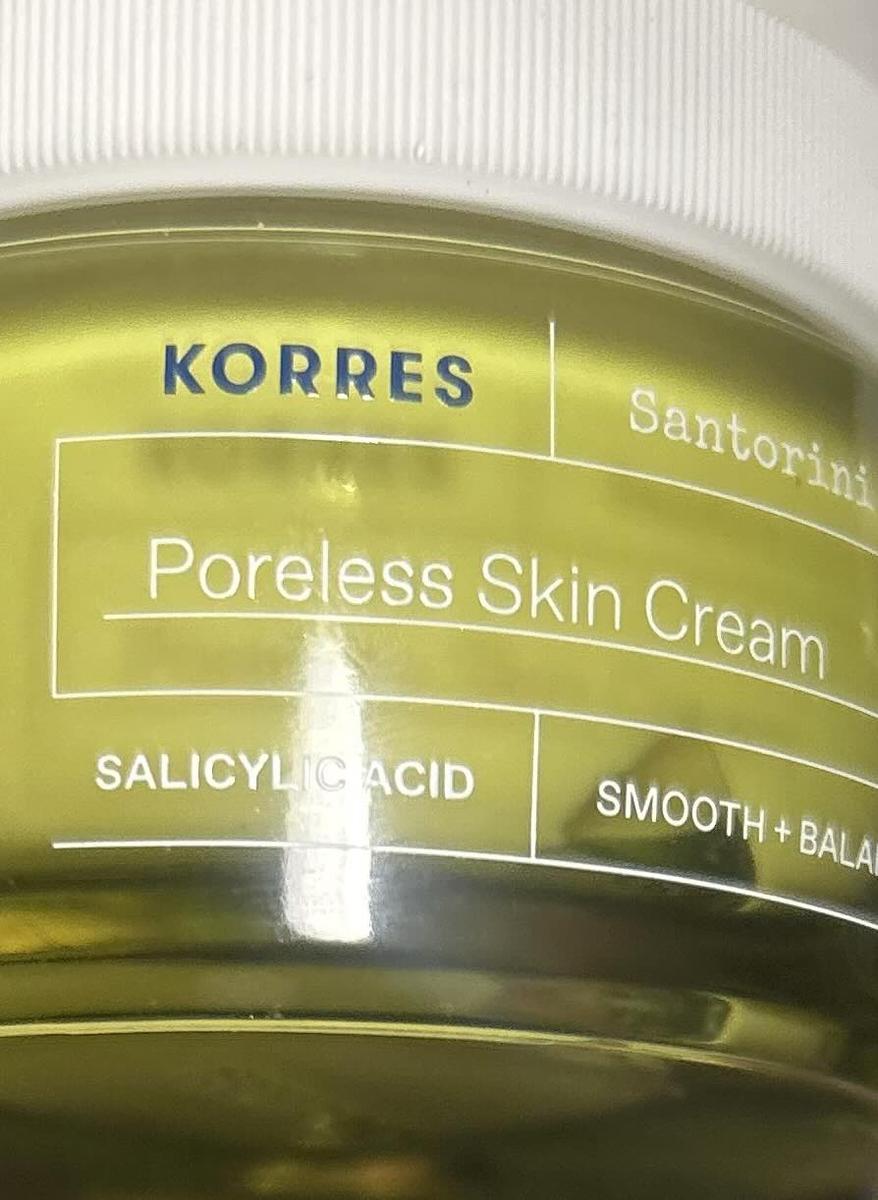 KORRES
Santorini
Poreless Skin Cream
SALICYLIC ACID
SMOOTH +